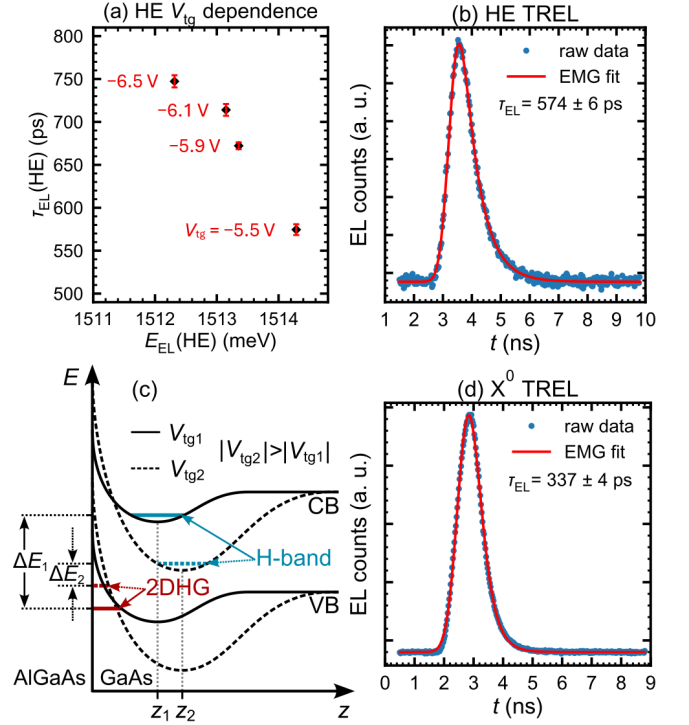 (a) HE V_tg dependence
800
750
700
650
600
550
500
τ_EL(HE) (ps)
−6.5 V
−6.1 V
−5.9 V
V_tg = −5.5 V
1511 1512 1513 1514
E_EL(HE) (meV)
(b) HE TREL
raw data
EMG fit
τ_EL = 574 ± 6 ps
EL counts (a. u.)
1 2 3 4 5 6 7 8 9 10
t (ns)
(c)
E
V_tg1
V_tg2
|V_tg2|>|V_tg1|
CB
H-band
ΔE_1
ΔE_2
2DHG
VB
AlGaAs GaAs
z_1 z_2 z
(d) X^0 TREL
raw data
EMG fit
τ_EL = 337 ± 4 ps
EL counts (a. u.)
0 1 2 3 4 5 6 7 8 9
t (ns)